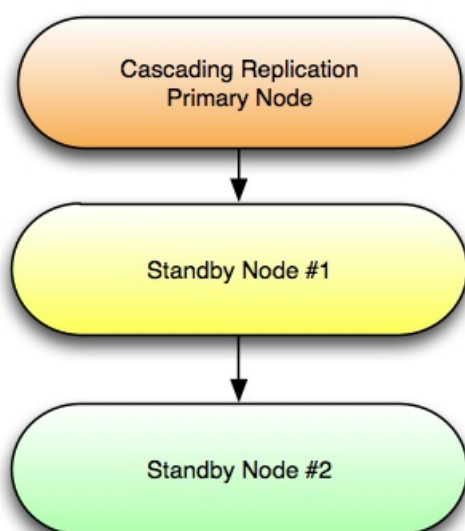 Cascading Replication
Primary Node
Standby Node #1
Standby Node #2